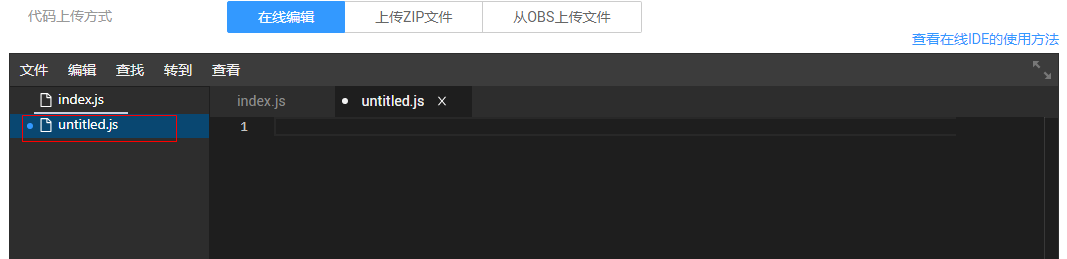 代码上传方式 在线编辑 上传ZIP文件 从OBS上传文件
查看在线IDE的使用方法
文件 编辑 查找 转到 查看
index.js index.js untitled.js X
untitled.js 1